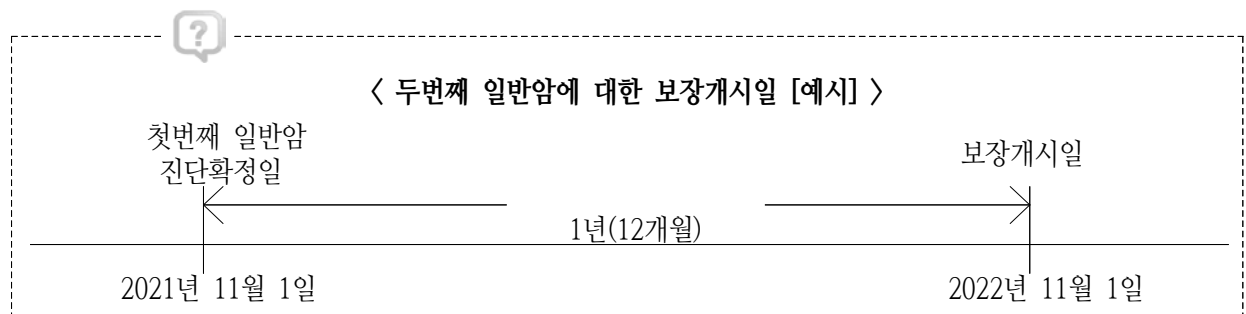 ?
〈 두번째 일반암에 대한 보장개시일 [예시] 〉
첫번째 일반암
진단확정일
보장개시일
1년(12개월)
2021년 11월 1일
2022년 11월 1일